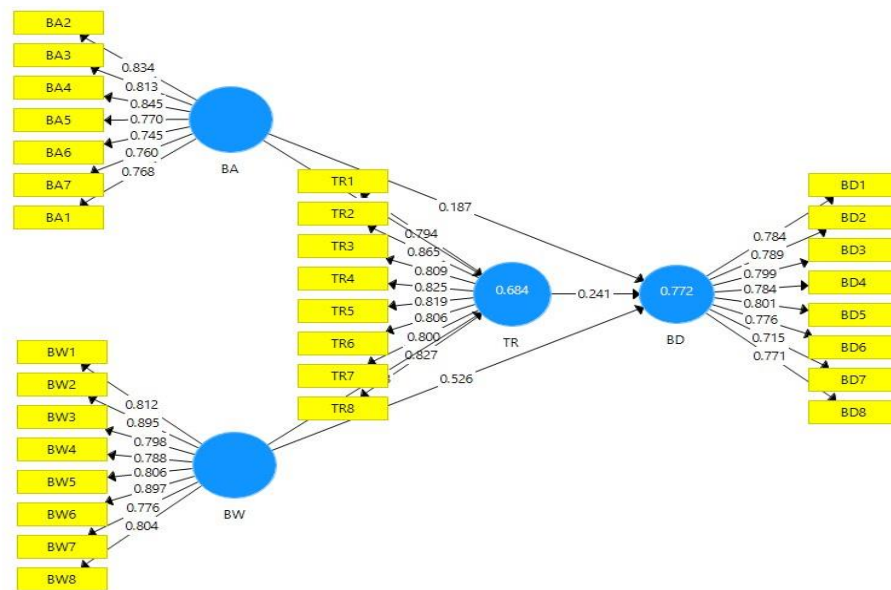 BA2
BA3
BA4
BA5
BA6
BA7
BA1
0.834
0.813
0.845
0.770
0.745
0.760
0.768
BA
TR1
TR2
TR3
TR4
TR5
TR6
TR7
TR8
0.794
0.865
0.809
0.825
0.819
0.806
0.800
0.827
0.187
0.684
TR
0.241
0.526
0.772
BD
0.784
0.789
0.799
0.784
0.801
0.776
0.715
0.771
BD1
BD2
BD3
BD4
BD5
BD6
BD7
BD8
BW1
BW2
BW3
BW4
BW5
BW6
BW7
BW8
0.812
0.895
0.798
0.788
0.806
0.897
0.776
0.804
BW